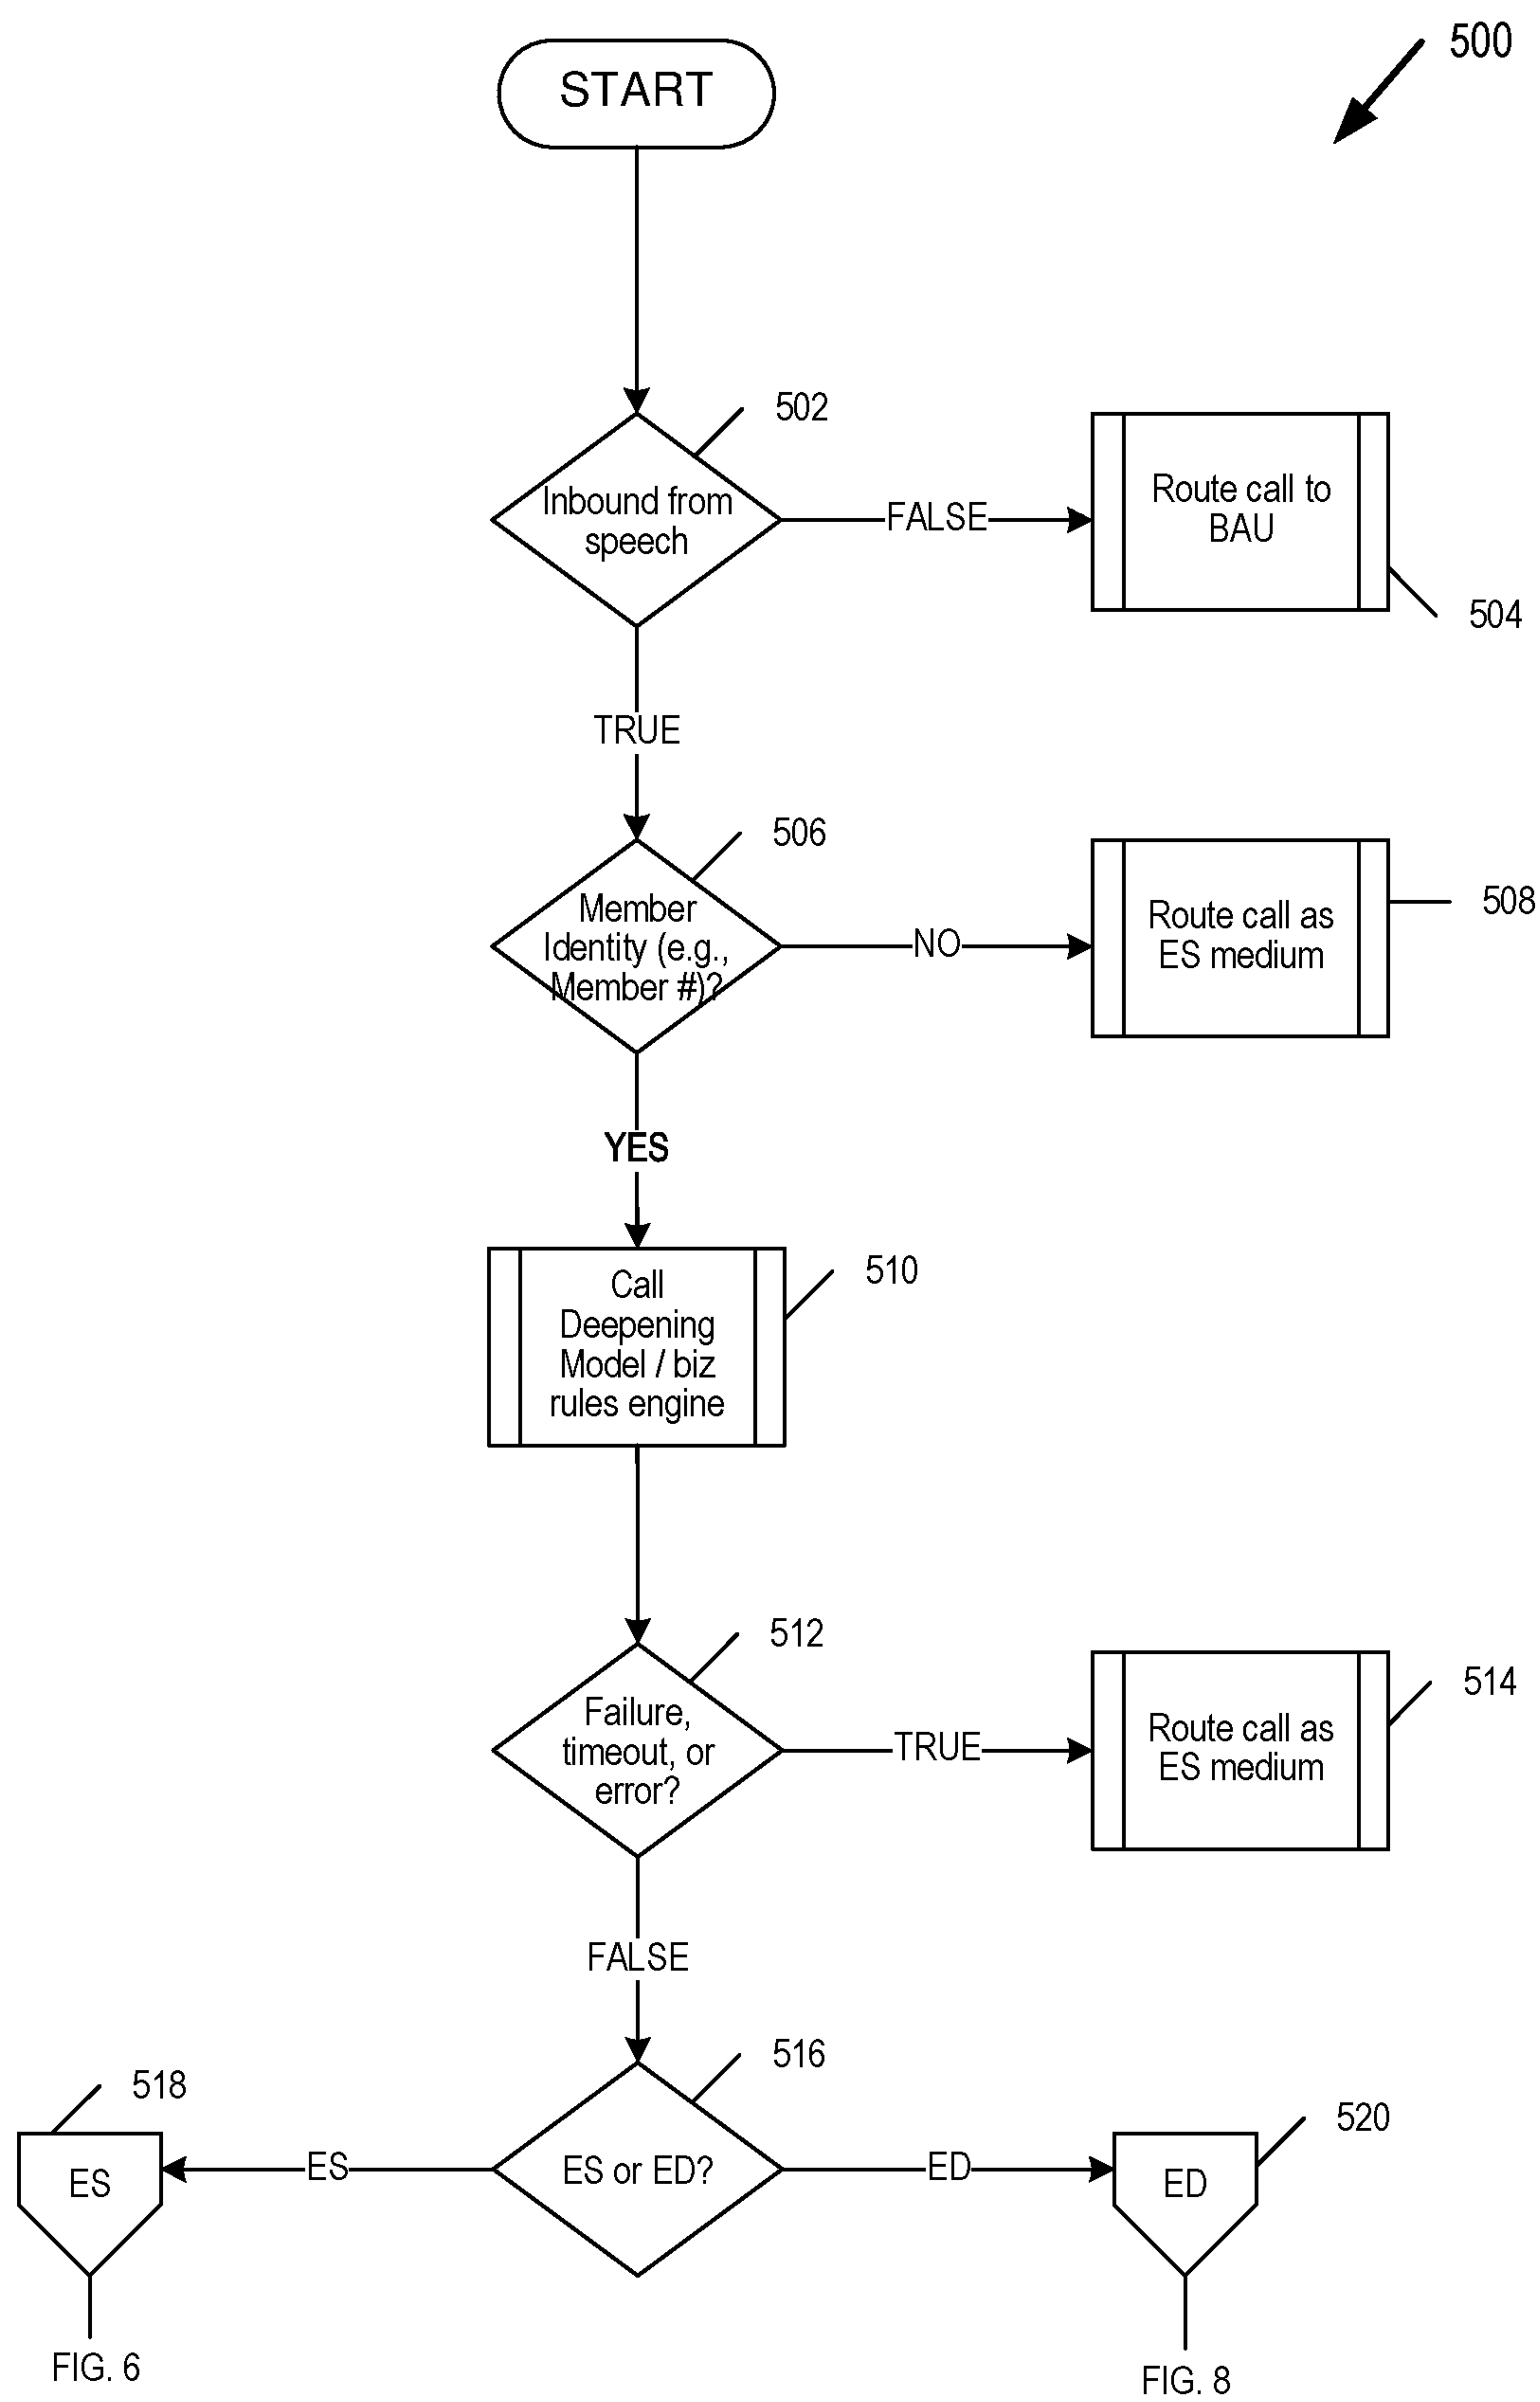 500
START
502
Inbound from
speech
FALSE
Route call to
BAU
504
TRUE
506
Member
Identity (e.g.,
Member #)?
NO
Route call as
ES medium
508
YES
Call
Deepening
Model / biz
rules engine
510
512
Failure,
timeout, or
error?
TRUE
Route call as
ES medium
514
FALSE
516
ES or ED?
ES
518
ES
FIG. 6
ED
520
ED
FIG. 8